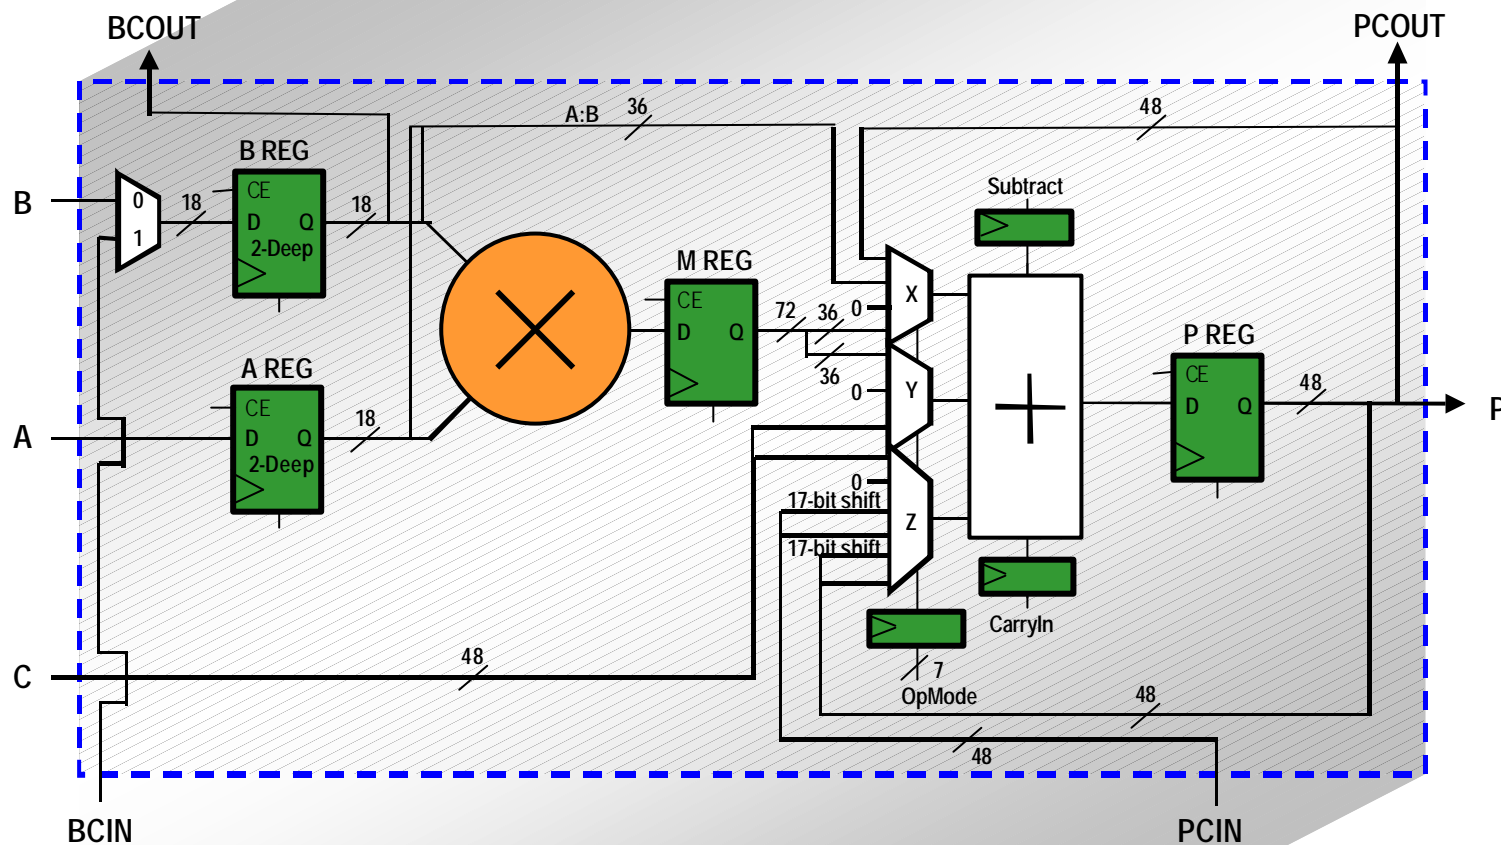 BCOUT
PCOUT
A:B
36
48
B REG
B
0
1
18
CE
D
Q
2-Deep
18
Subtract
M REG
CE
D
Q
72
36
36
X
0
Y
0
A REG
A
CE
D
Q
2-Deep
18
P REG
CE
D
Q
48
P
0
17-bit shift
Z
17-bit shift
CarryIn
C
48
7
OpMode
48
48
BCIN
PCIN